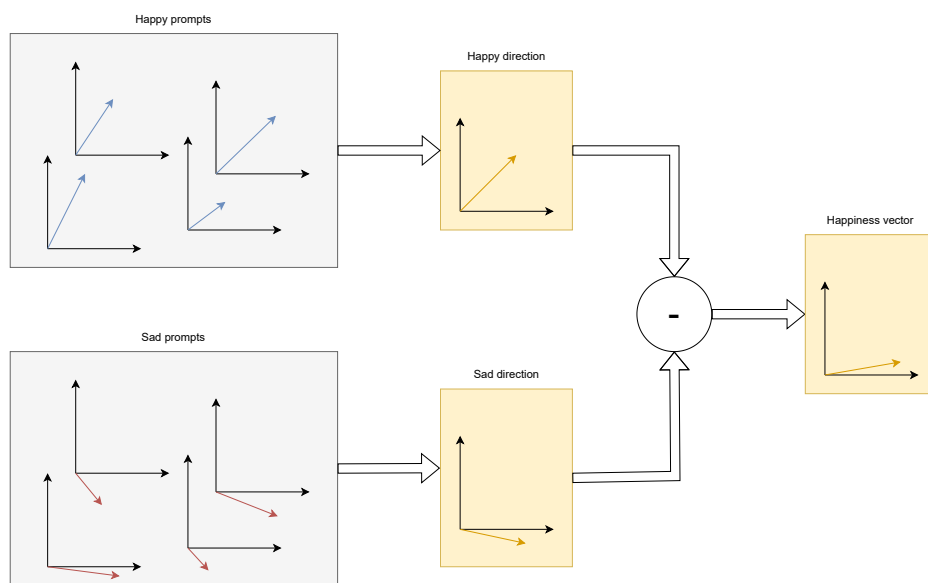 Happy prompts
Happy direction
Happiness vector
-
Sad prompts
Sad direction